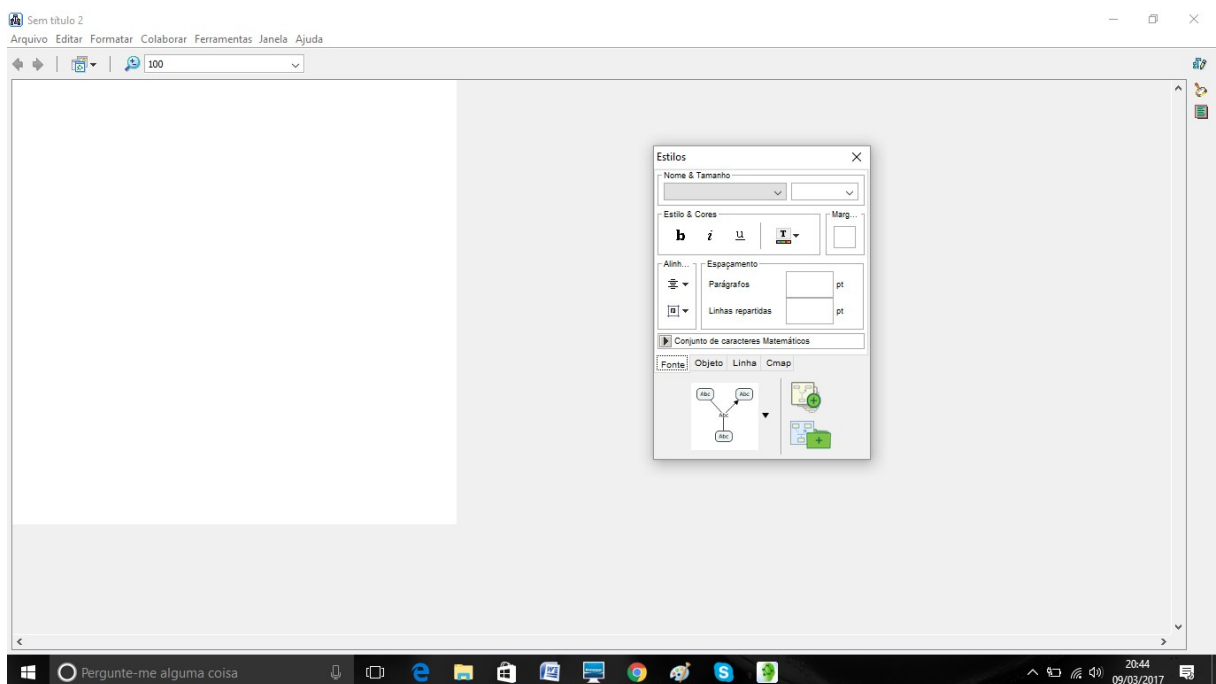 Sem título 2
Arquivo Editar Formatar Colaborar Ferramentas Janela Ajuda
100
Estilos
Nome & Tamanho
Estilo & Cores
Marg...
b i u T
Alinh...
Espaçamento
Parágrafos pt
Linhas repartidas pt
Conjunto de caracteres Matemáticos
Fonte Objeto Linha Cmap
Abc Abc
Abc
Abc
Pergunte-me alguma coisa
20:44
09/03/2017